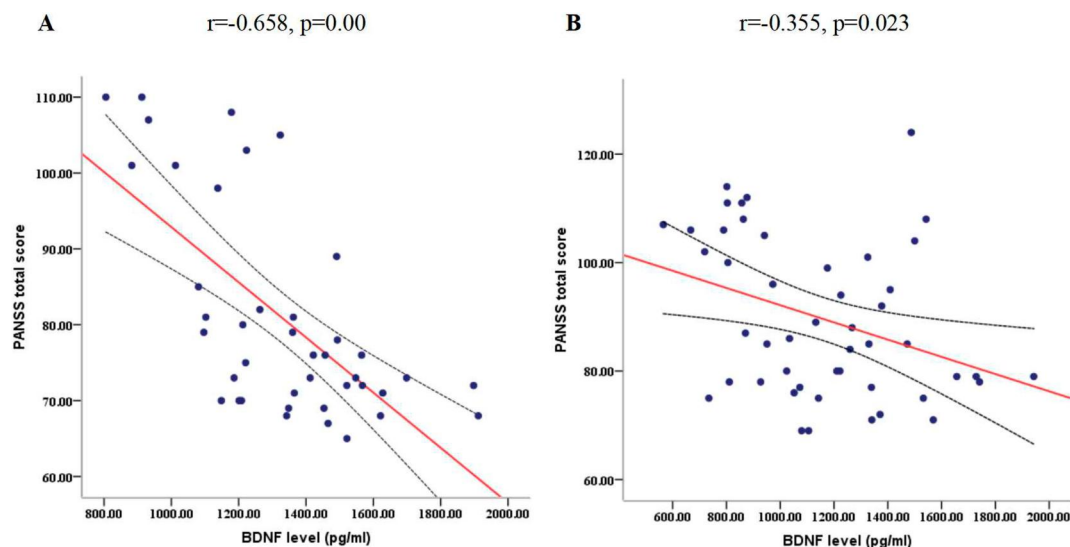 A
r=-0.658, p=0.00
110.00
100.00
90.00
80.00
70.00
60.00
PANSS total score
800.00 1000.00 1200.00 1400.00 1600.00 1800.00 2000.00
BDNF level (pg/ml)
B
r=-0.355, p=0.023
120.00
100.00
80.00
60.00
PANSS total score
600.00 800.00 1000.00 1200.00 1400.00 1600.00 1800.00 2000.00
BDNF level (pg/ml)